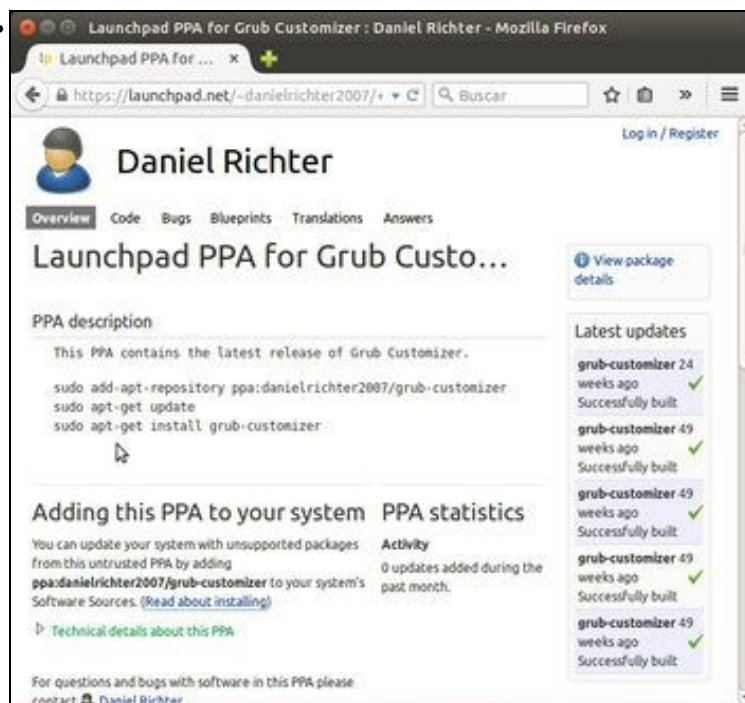 Launchpad PPA for Grub Customizer : Daniel Richter - Mozilla Firefox
lp Launchpad PPA for ... ×
https://launchpad.net/~danielrichter2007/+
Buscar
»
Log in / Register
Daniel Richter
Overview Code Bugs Blueprints Translations Answers
Launchpad PPA for Grub Custo...
View package
details
PPA description
This PPA contains the latest release of Grub Customizer.
sudo add-apt-repository ppa:danielrichter2007/grub-customizer
sudo apt-get update
sudo apt-get install grub-customizer
Adding this PPA to your system
You can update your system with unsupported packages
from this untrusted PPA by adding
ppa:danielrichter2007/grub-customizer to your system's
Software Sources. (Read about installing)
Technical details about this PPA
For questions and bugs with software in this PPA please
contact Daniel Richter
PPA statistics
Activity
0 updates added during the
past month.
Latest updates
grub-customizer 24
weeks ago
Successfully built
grub-customizer 49
weeks ago
Successfully built
grub-customizer 49
weeks ago
Successfully built
grub-customizer 49
weeks ago
Successfully built
grub-customizer 49
weeks ago
Successfully built